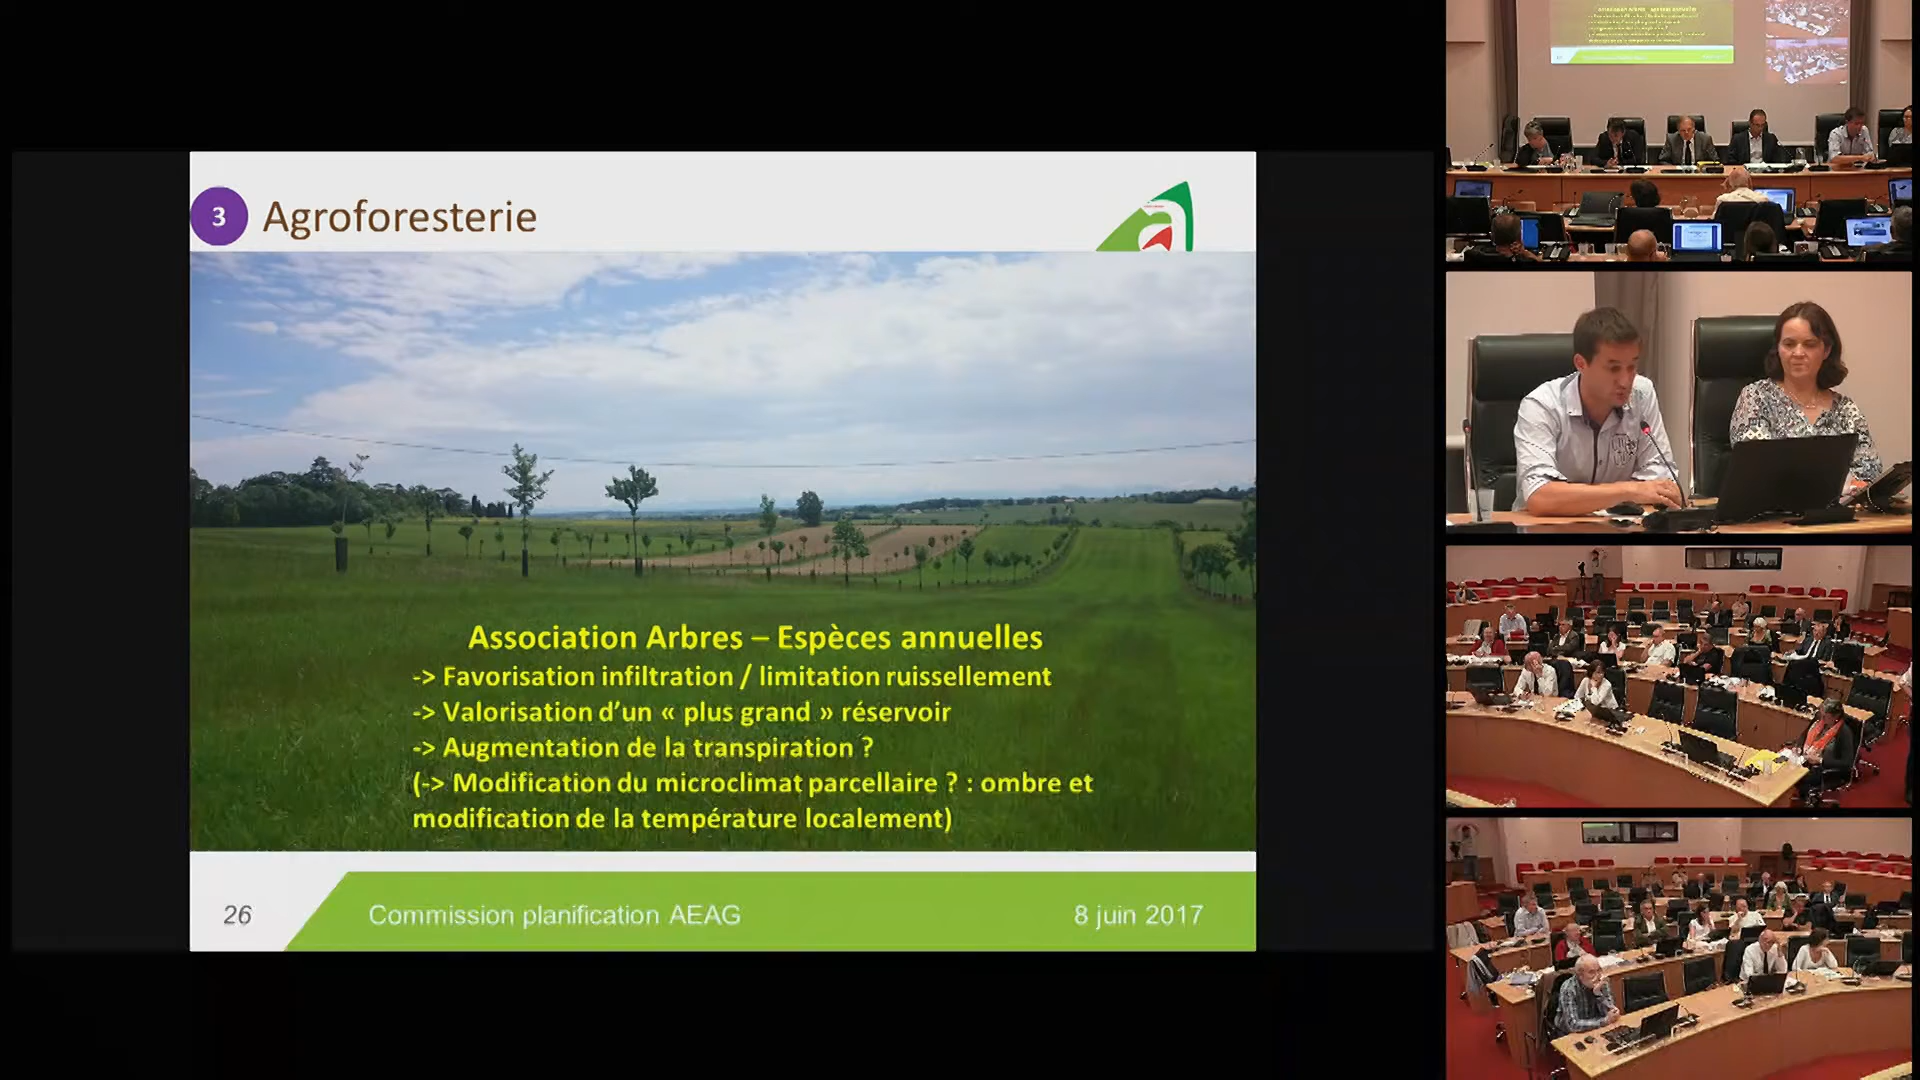 3 Agroforesterie
Association Arbres – Espèces annuelles
-> Favorisation infiltration / limitation ruissellement
-> Valorisation d’un « plus grand » réservoir
-> Augmentation de la transpiration ?
(-> Modification du microclimat parcellaire ? : ombre et
modification de la température localement)
26 Commission planification AEAG 8 juin 2017